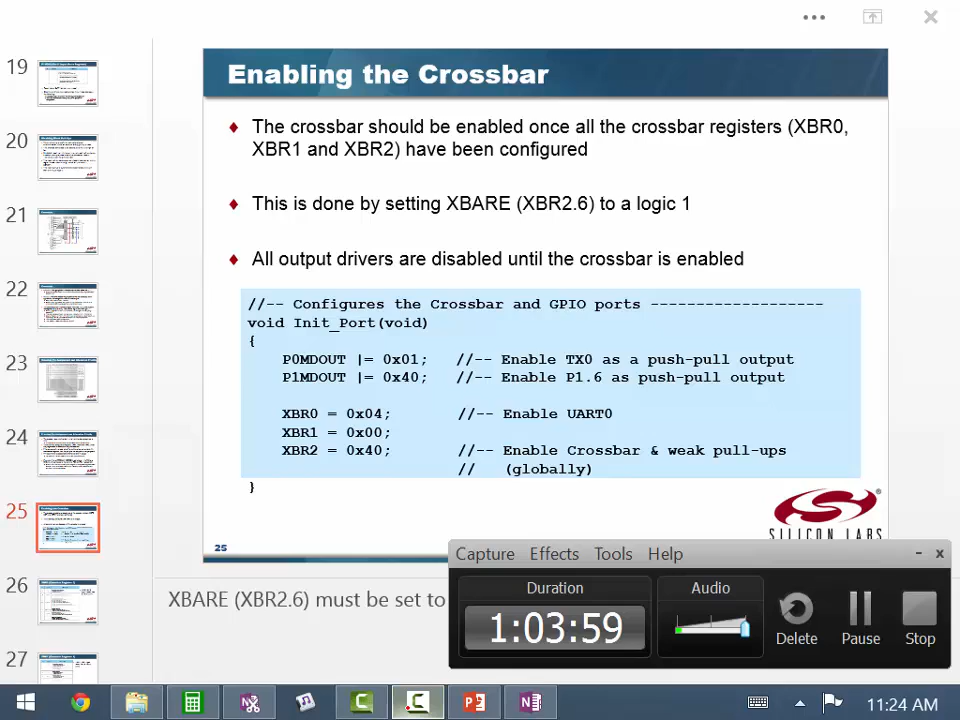 19
20
21
22
23
24
25
26
27
Enabling the Crossbar
♦ The crossbar should be enabled once all the crossbar registers (XBR0,
XBR1 and XBR2) have been configured
♦ This is done by setting XBARE (XBR2.6) to a logic 1
♦ All output drivers are disabled until the crossbar is enabled
//-- Configures the Crossbar and GPIO ports --------------------
void Init_Port(void)
{
P0MDOUT |= 0x01; //-- Enable TX0 as a push-pull output
P1MDOUT |= 0x40; //-- Enable P1.6 as push-pull output
XBR0 = 0x04; //-- Enable UART0
XBR1 = 0x00;
XBR2 = 0x40; //-- Enable Crossbar & weak pull-ups
// (globally)
}
SILICON LABS
25
XBARE (XBR2.6) must be set to
Capture Effects Tools Help
Duration
1:03:59
Audio
Delete Pause Stop
11:24 AM